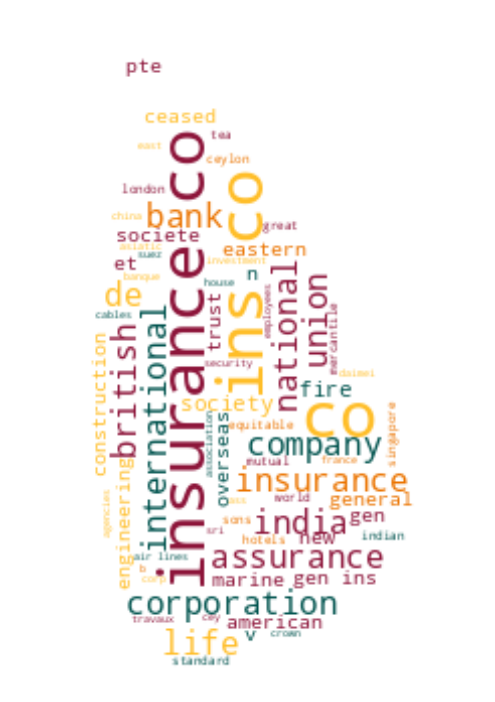 pte
ceased
tea
east
ceylon
insurance co
ins co
london
china
bank
great
societe
asiatic
suez
eastern
et
investment
n
banque
house
de
cables
trust
national
union
employees
mercantile
british
international
security
daimei
construction
fire
society
co
singapore
equitable
association
overseas
company
mutual
france
engineering
insurance
agencies
ass
world
general
sons
india
gen
sri
hotels
new
indian
air lines
assurance
b
corp
marine
gen ins
corporation
travaux
cey
american
v
crown
life
standard